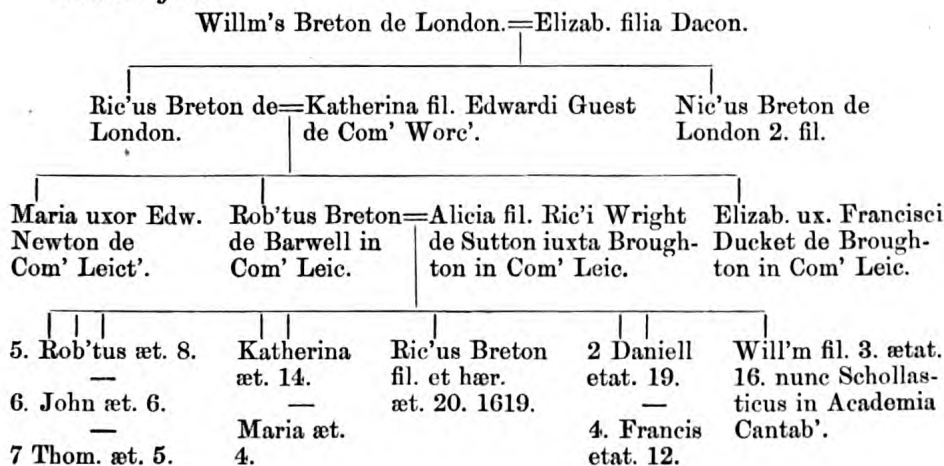 Willm's Breton de London.=Elizab. filia Dacon.
Ric'us Breton de=Katherina fil. Edwardi Guest
London.
de Com' Worc'.
Nic'us Breton de
London 2. fil.
Maria uxor Edw.
Newton de
Com' Leict'.
Rob'tus Breton=Alicia fil. Ric'i Wright
de Barwell in
Com' Leic.
de Sutton iuxta Brough-
ton in Com' Leic.
Elizab. ux. Francisci
Ducket de Brough-
ton in Com' Leic.
5. Rob'tus æt. 8.
—
6. John æt. 6.
—
7 Thom. æt. 5.
Katherina
æt. 14.
—
Maria æt.
4.
Ric'us Breton
fil. et hær.
æt. 20. 1619.
2 Daniell
etat. 19.
—
4. Francis
etat. 12.
Will'm fil. 3. ætat.
16. nunc Schollas-
ticus in Academia
Cantab'.